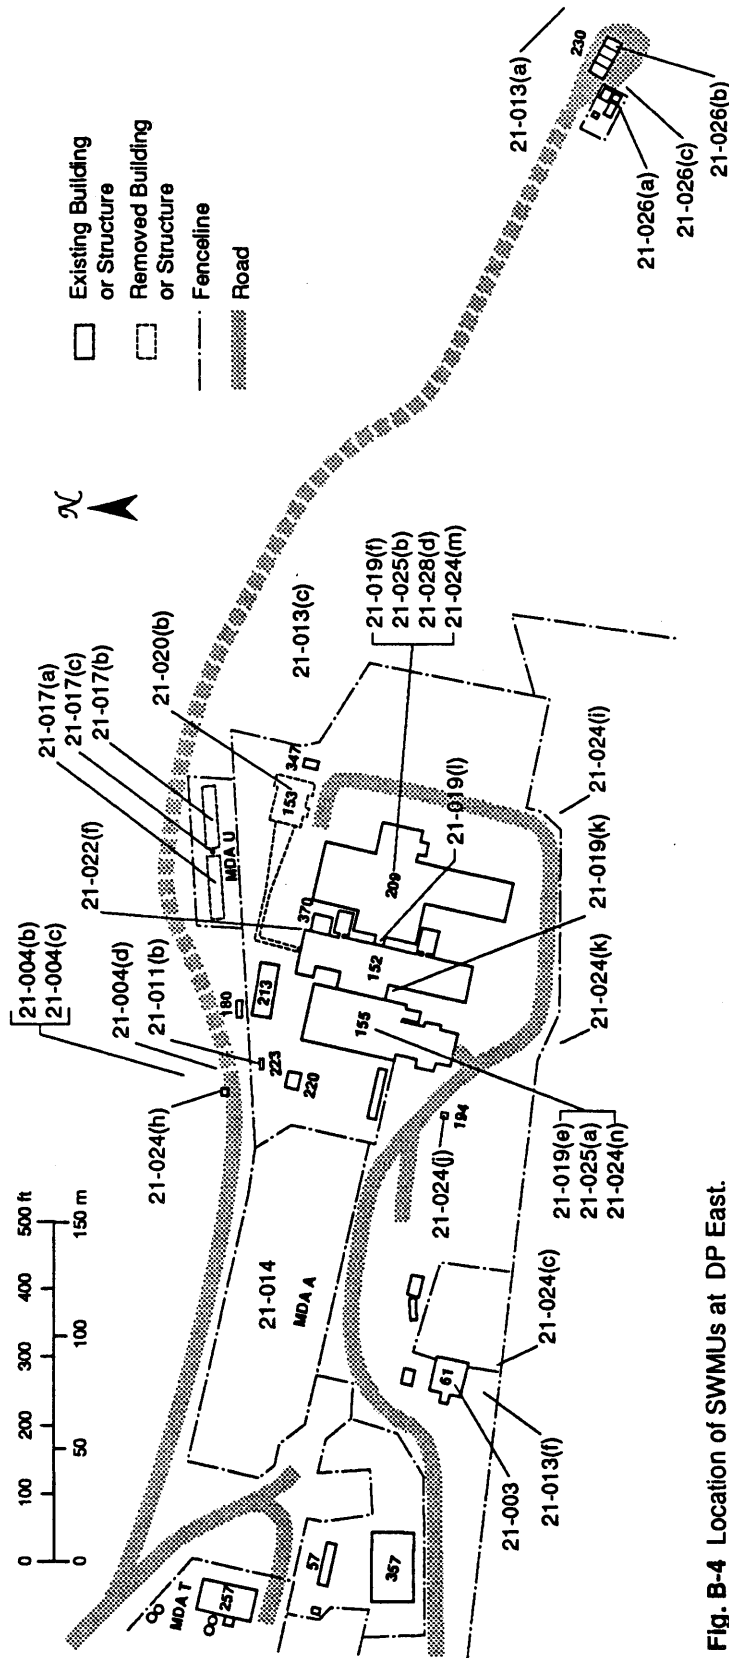 0 100 200 300 400 500 ft
0 50 100 150 m
N
Existing Building
or Structure
Removed Building
or Structure
Fenceline
Road
21-004(b)
21-004(c)
21-004(d)
21-011(b)
21-024(h)
21-022(f)
21-017(a)
21-017(c)
21-017(b)
21-020(b)
21-013(c)
21-013(a)
230
21-026(a)
21-026(c)
21-026(b)
MDA U
180
223
220
213
370
153
347
21-019(f)
21-025(b)
21-028(d)
21-024(m)
209
152
155
21-019(l)
21-019(k)
21-024(i)
21-024(k)
194
21-024(j)
21-019(e)
21-025(a)
21-024(n)
21-014
MDA A
MDA T
257
57
357
61
21-003
21-013(f)
21-024(c)
Fig. B-4 Location of SWMUs at DP East.